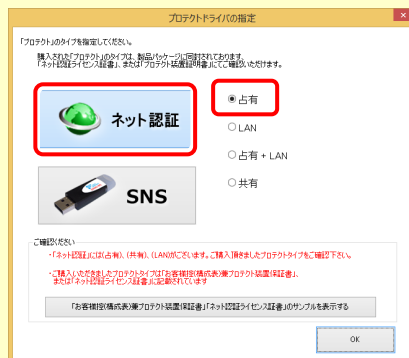 プロテクトドライバの指定
「プロテクト」のタイプを指定してください。
購入された「プロテクト」のタイプは、製品パッケージに同封されております、
「ネット認証ライセンス証書」、または「プロテクト装置証明書」にてご確認いただけます。
ネット認証
占有
LAN
占有 + LAN
共有
SNS
ご確認ください
・「ネット認証」には(占有)、(共有)、(LAN)がございます。ご購入頂きましたプロテクトタイプをご確認下さい。
・ご購入いただきましたプロテクトタイプは「お客様控(構成表)兼プロテクト装置保証書」、
または「ネット認証ライセンス証書」に記載されています
「お客様控(構成表)兼プロテクト装置保証書」「ネット認証ライセンス証書」のサンプルを表示する
OK